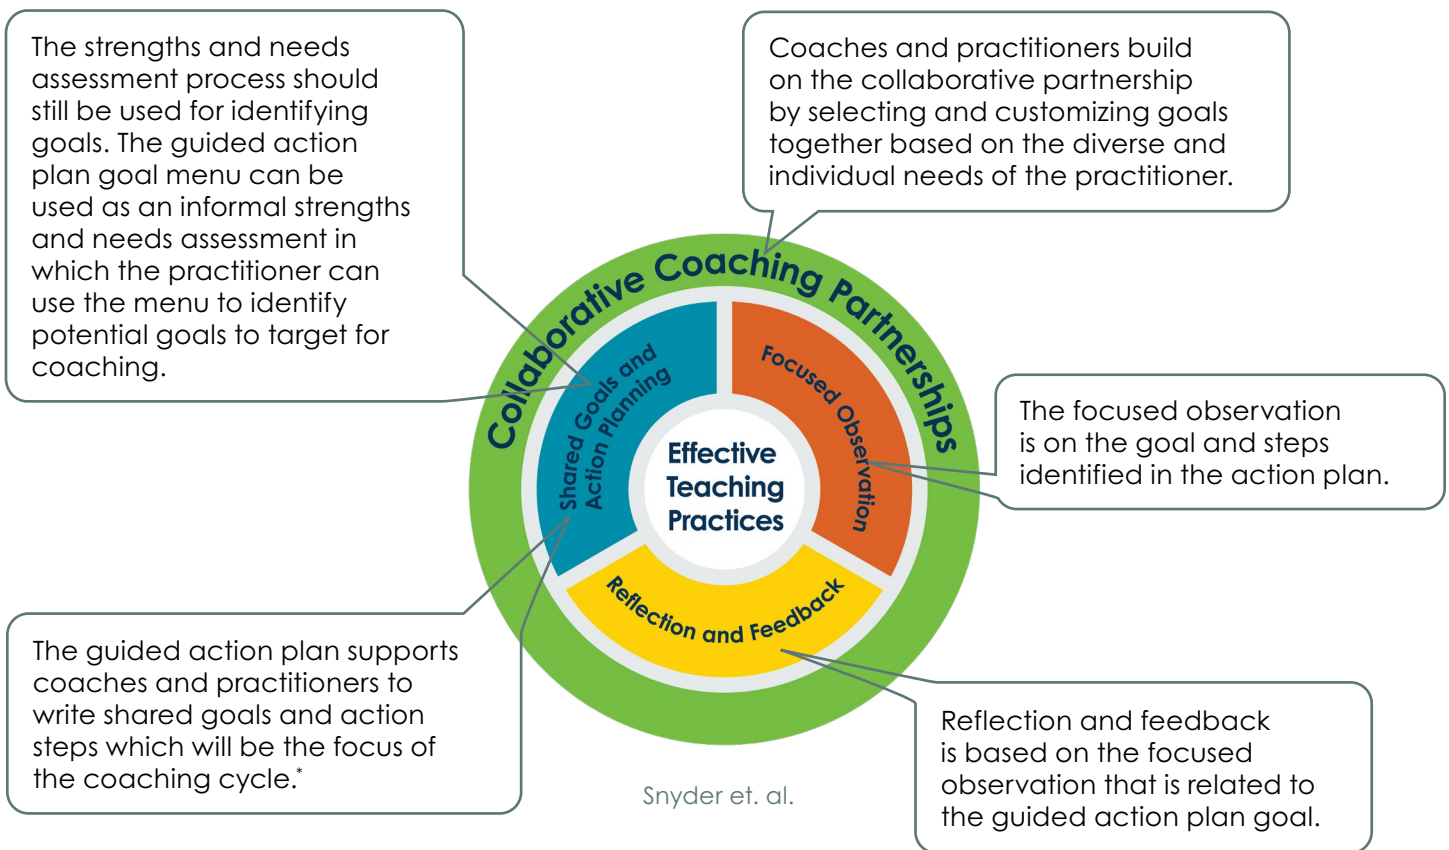 The strengths and needs
assessment process should
still be used for identifying
goals. The guided action
plan goal menu can be
used as an informal strengths
and needs assessment in
which the practitioner can
use the menu to identify
potential goals to target for
coaching.
Coaches and practitioners build
on the collaborative partnership
by selecting and customizing goals
together based on the diverse and
individual needs of the practitioner.
Collaborative Coaching Partnerships
Shared Goals and
Action Planning
Focused Observation
Effective
Teaching
Practices
Reflection and Feedback
The focused observation
is on the goal and steps
identified in the action plan.
The guided action plan supports
coaches and practitioners to
write shared goals and action
steps which will be the focus of
the coaching cycle.*
Snyder et. al.
Reflection and feedback
is based on the focused
observation that is related to
the guided action plan goal.